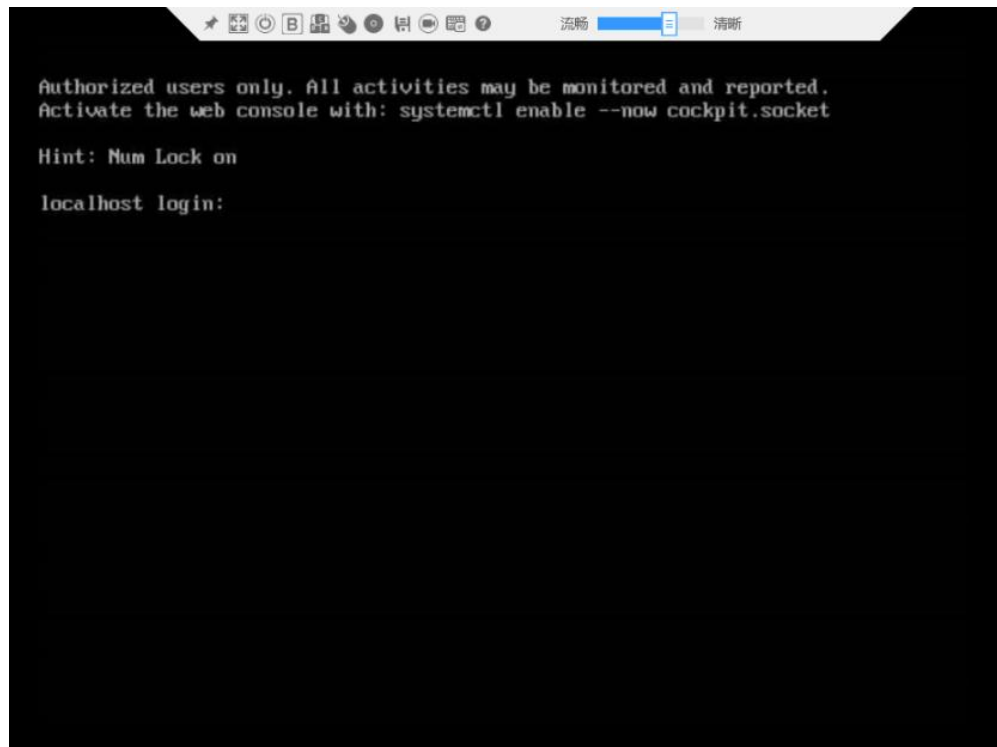 B
流畅 清晰
Authorized users only. All activities may be monitored and reported.
Activate the web console with: systemctl enable --now cockpit.socket
Hint: Num Lock on
localhost login: